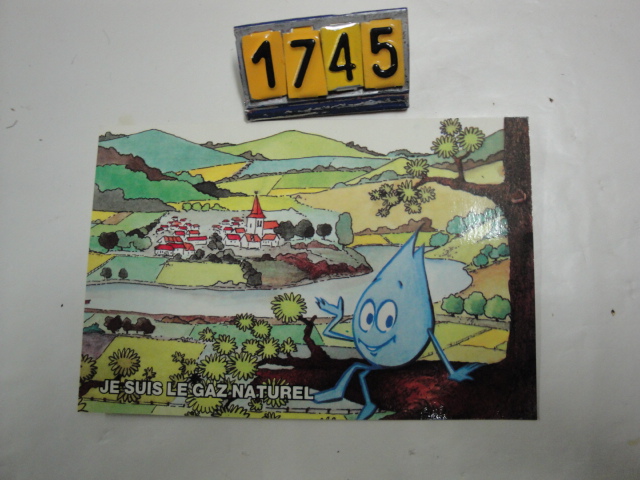 1745
JE SUIS LE GAZ NATUREL